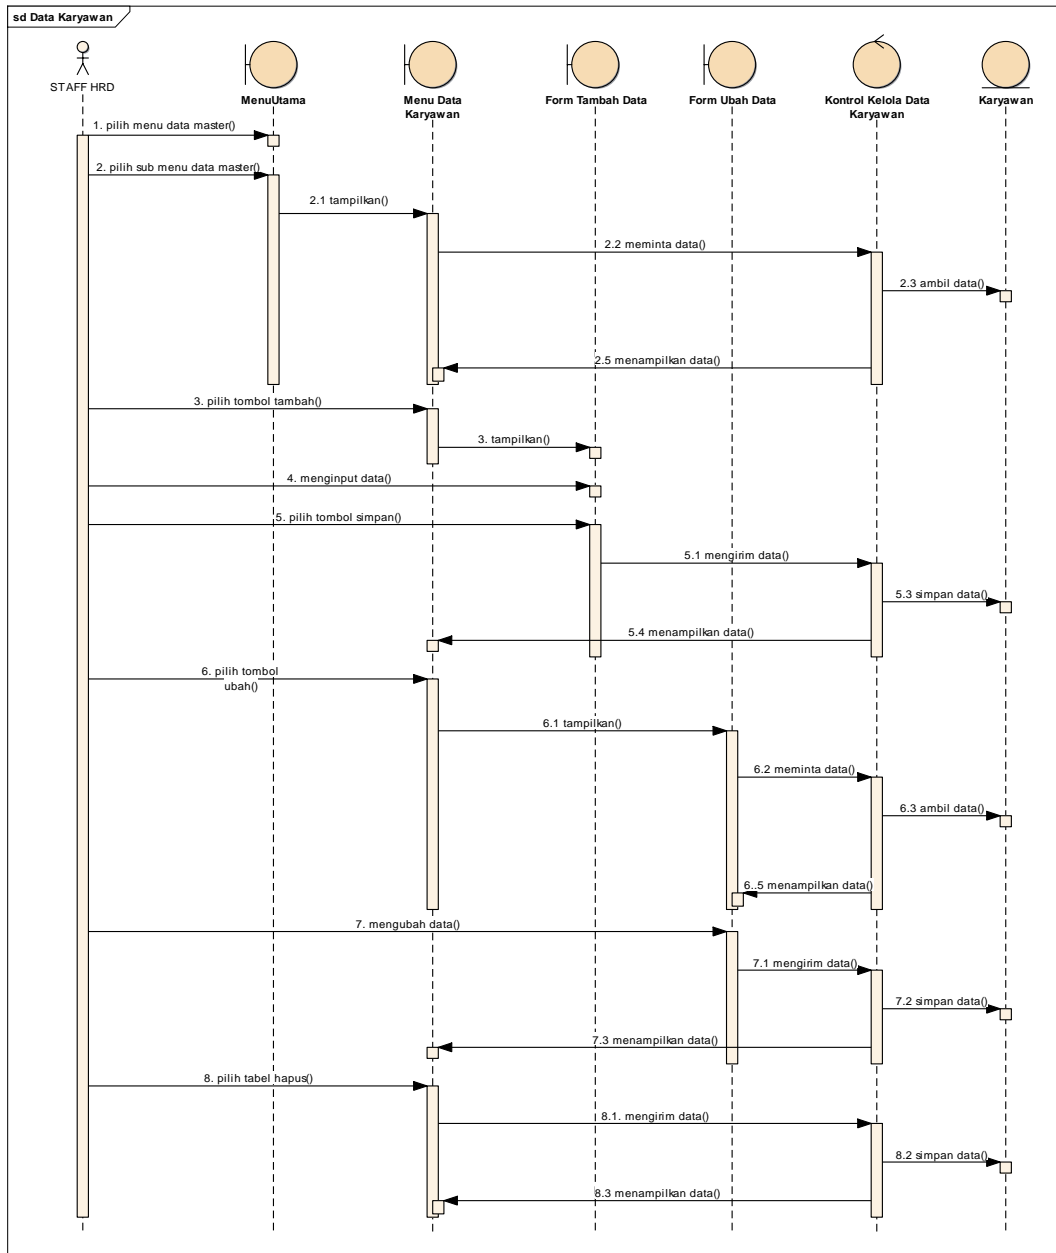 sd Data Karyawan
STAFF HRD
MenuUtama
Menu Data
Karyawan
Form Tambah Data
Form Ubah Data
Kontrol Kelola Data
Karyawan
Karyawan
1. pilih menu data master()
2. pilih sub menu data master()
2.1 tampilkan()
2.2 meminta data()
2.3 ambil data()
2.5 menampilkan data()
3. pilih tombol tambah()
3. tampilkan()
4. menginput data()
5. pilih tombol simpan()
5.1 mengirim data()
5.3 simpan data()
5.4 menampilkan data()
6. pilih tombol
ubah()
6.1 tampilkan()
6.2 meminta data()
6.3 ambil data()
6..5 menampilkan data()
7. mengubah data()
7.1 mengirim data()
7.2 simpan data()
7.3 menampilkan data()
8. pilih tabel hapus()
8.1. mengirim data()
8.2 simpan data()
8.3 menampilkan data()